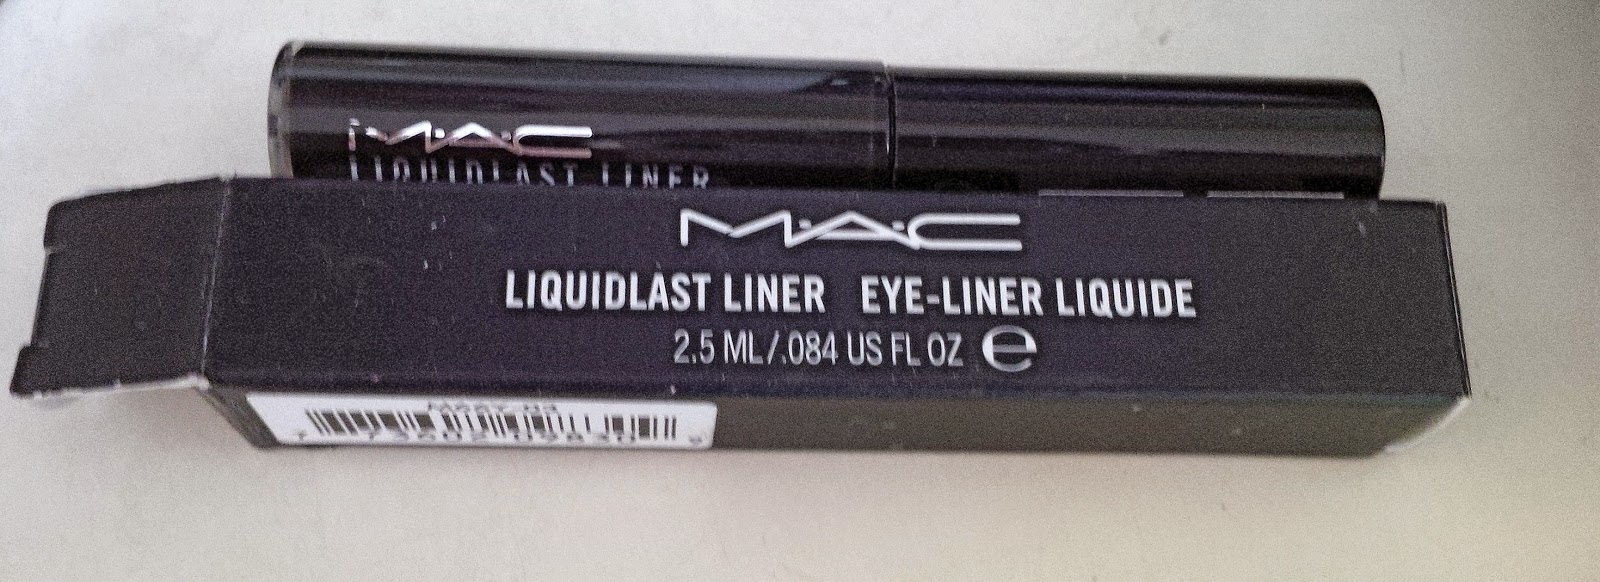 M·A·C
LIQUIDLAST LINER
M·A·C
LIQUIDLAST LINER EYE-LINER LIQUIDE
2.5 ML/.084 US FL OZ e